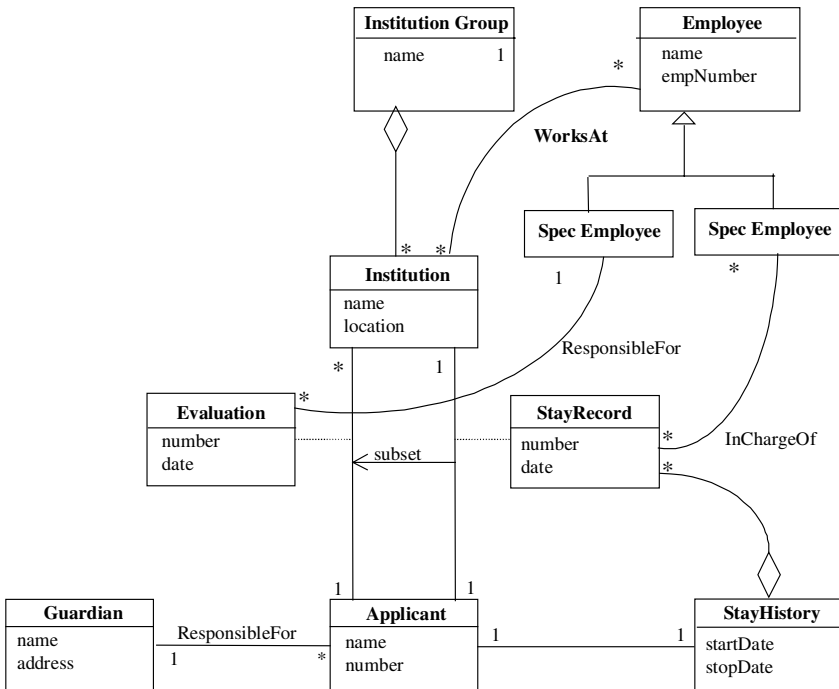 Institution Group
name 1
Employee
name
empNumber
*
WorksAt
Spec Employee
Spec Employee
* *
1
*
Institution
name
location
ResponsibleFor
* 1
*
Evaluation
number
date
StayRecord
number
date
InChargeOf
*
*
subset
1 1
Guardian
name
address
ResponsibleFor
1 *
Applicant
name
number
1 1
StayHistory
startDate
stopDate